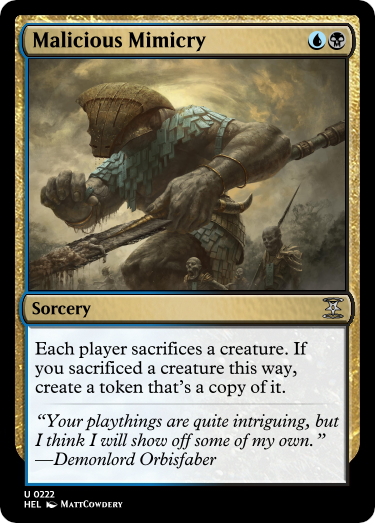 Malicious Mimicry
Sorcery
Each player sacrifices a creature. If
you sacrificed a creature this way,
create a token that's a copy of it.
“Your playthings are quite intriguing, but
I think I will show off some of my own.”
—Demonlord Orbisfaber
U 0222
HEL MattCowdery